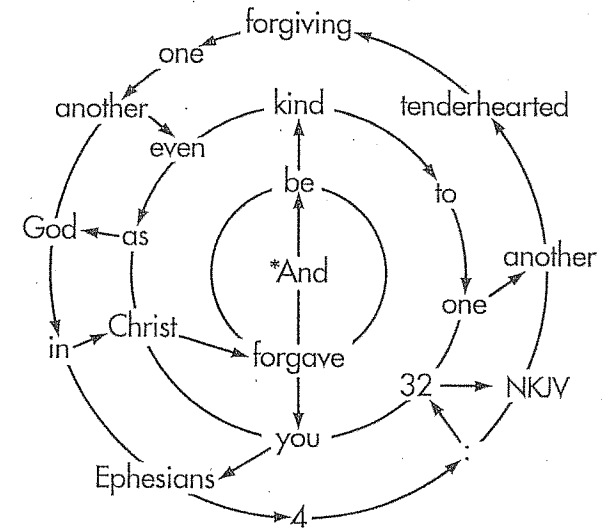 *And
be
kind
to
one
another
tenderhearted
forgiving
one
another
even
as
God
in
Christ
forgave
you
Ephesians
4
:
32
NKJV